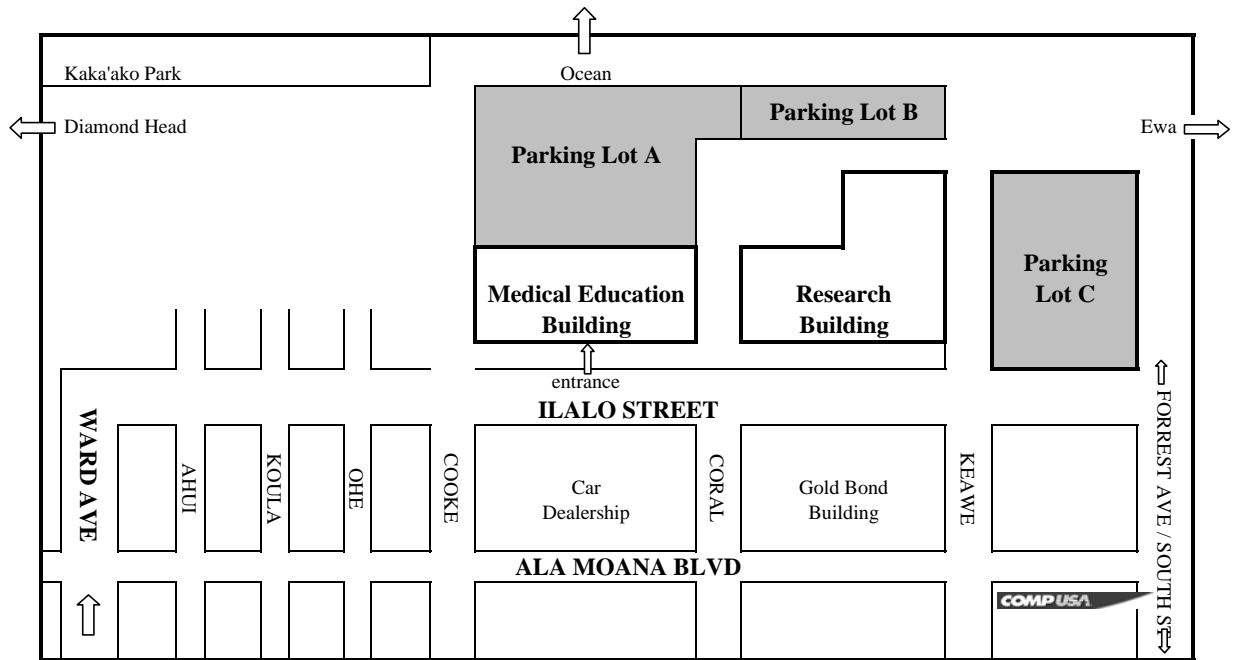 Ocean
Kaka'ako Park
Diamond Head
Ewa
Parking Lot B
Parking Lot A
Parking
Lot C
Medical Education
Building
Research
Building
entrance
ILALO STREET
WARD AVE
AHUI
KOULA
OHE
COOKE
Car
Dealership
CORAL
Gold Bond
Building
KEAWE
FORREST AVE / SOUTH ST
ALA MOANA BLVD
COMPUSA